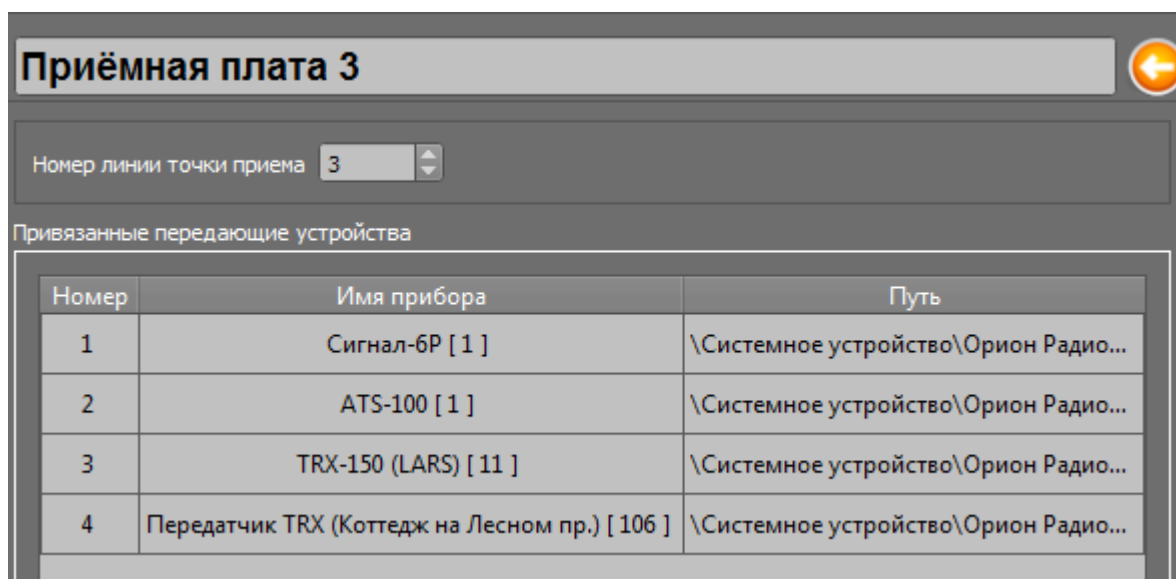 Приёмная плата 3
Номер линии точки приема 3
Привязанные передающие устройства
Номер Имя прибора Путь
1 Сигнал-6Р [ 1 ] \Системное устройство\Орион Радио...
2 ATS-100 [ 1 ] \Системное устройство\Орион Радио...
3 TRX-150 (LARS) [ 11 ] \Системное устройство\Орион Радио...
4 Передатчик TRX (Коттедж на Лесном пр.) [ 106 ] \Системное устройство\Орион Радио...